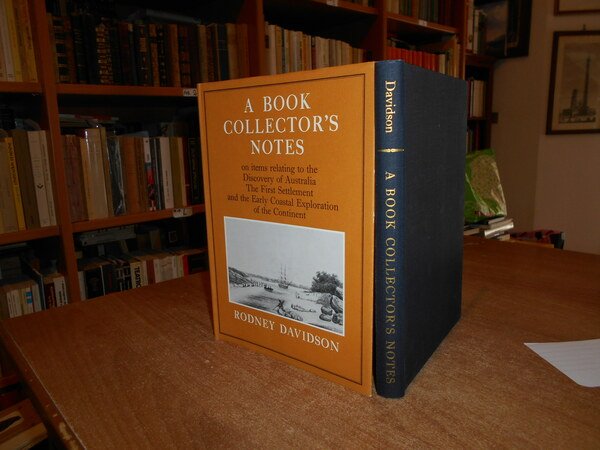 A BOOK
COLLECTOR'S
NOTES
on items relating to the
Discovery of Australia
The First Settlement
and the Early Coastal Exploration
of the Continent
RODNEY DAVIDSON
Davidson
A BOOK COLLECTOR'S NOTES